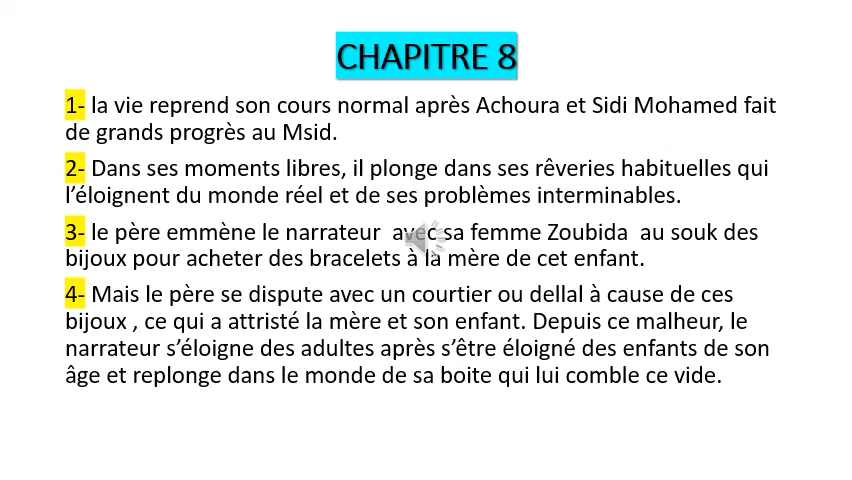 CHAPITRE 8
1- la vie reprend son cours normal après Achoura et Sidi Mohamed fait
de grands progrès au Msid.
2- Dans ses moments libres, il plonge dans ses rêveries habituelles qui
l’éloignent du monde réel et de ses problèmes interminables.
3- le père emmène le narrateur  avec sa femme Zoubida  au souk des
bijoux pour acheter des bracelets à la mère de cet enfant.
4- Mais le père se dispute avec un courtier ou dellal à cause de ces
bijoux , ce qui a attristé la mère et son enfant. Depuis ce malheur, le
narrateur s’éloigne des adultes après s’être éloigné des enfants de son
âge et replonge dans le monde de sa boite qui lui comble ce vide.